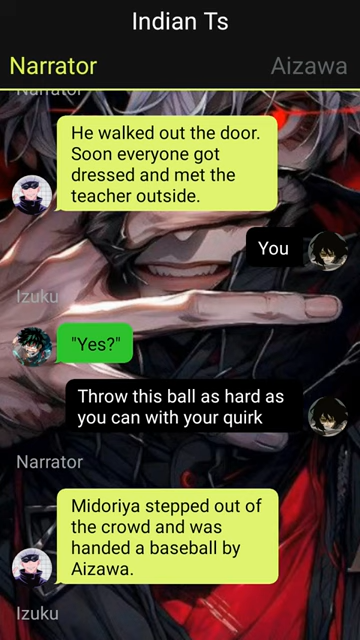 Indian Ts
Narrator
Aizawa
Narrator
He walked out the door.
Soon everyone got
dressed and met the
teacher outside.
You
Izuku
"Yes?"
Throw this ball as hard as
you can with your quirk
Narrator
Midoriya stepped out of
the crowd and was
handed a baseball by
Aizawa.
Izuku